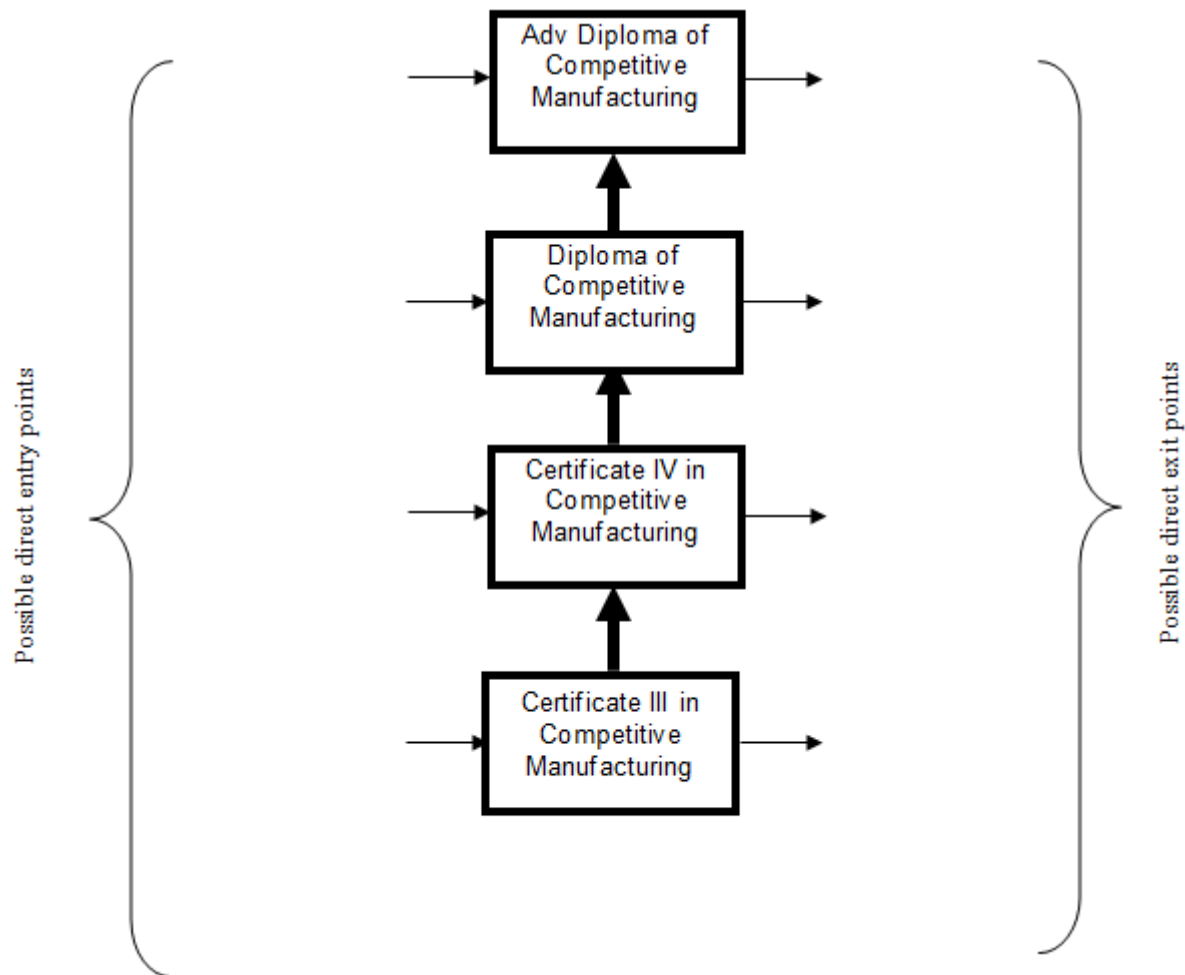 Adv Diploma of
Competitive
Manufacturing
Diploma of
Competitive
Manufacturing
Possible direct entry points
Possible direct exit points
Certificate IV in
Competitive
Manufacturing
Certificate III in
Competitive
Manufacturing